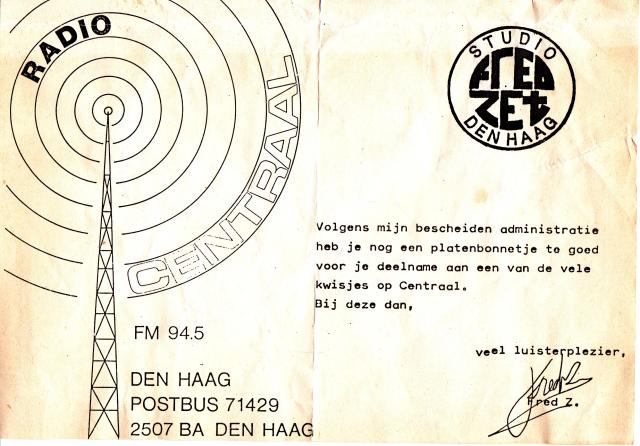 RADIO
CENTRAAL
FM 94.5
DEN HAAG
POSTBUS 71429
2507 BA DEN HAAG
STUDIO
FRED
ZET
DEN HAAG
Volgens mijn bescheiden administratie
heb je nog een platenbonnetje te goed
voor je deelname aan een van de vele
kwisjes op Centraal.
Bij deze dan,
veel luisterplezier,
Fred Z.